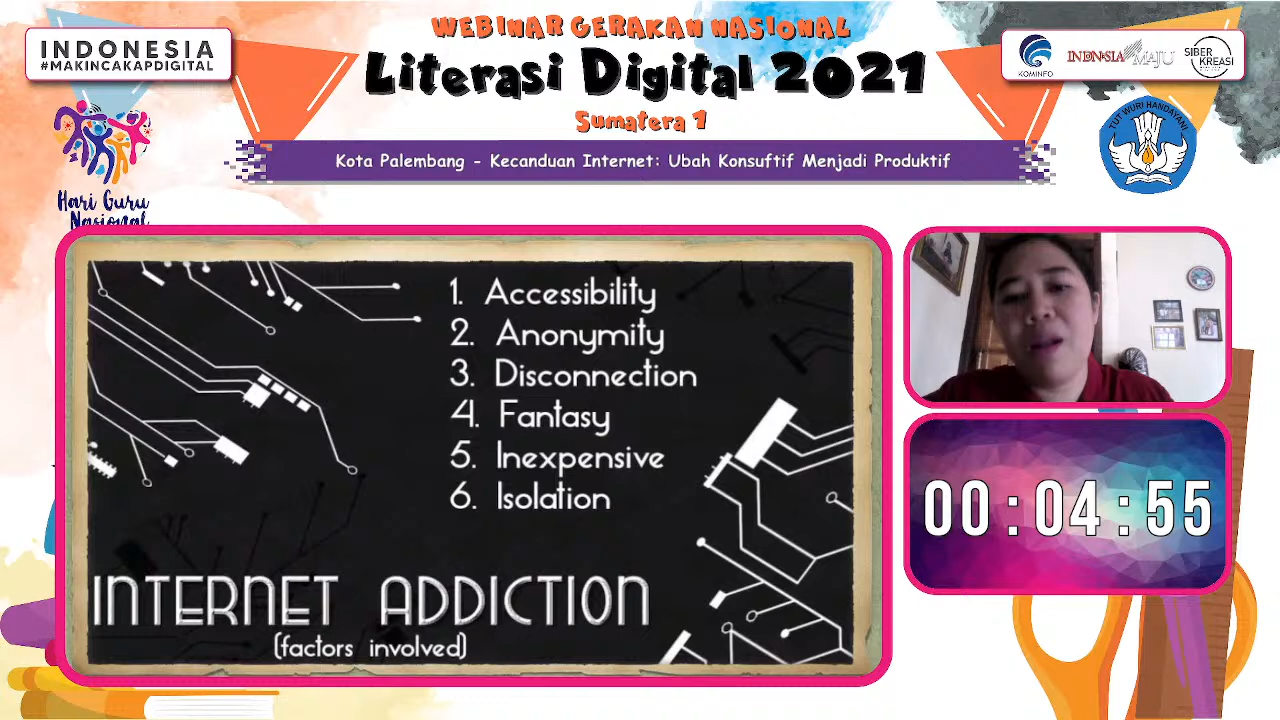 WEBINAR GERAKAN NASIONAL
Literasi Digital 2021
Sumatera 1
INDONESIA
#MAKINCAKAPDIGITAL
KOMINFO
INDONESIA MAJU
SIBER KREASI
Hari Guru
Nasional
TUT WURI HANDAYANI
Kota Palembang - Kecanduan Internet: Ubah Konsuftif Menjadi Produktif
1. Accessibility
2. Anonymity
3. Disconnection
4. Fantasy
5. Inexpensive
6. Isolation
INTERNET ADDICTION
(factors involved)
00:04:55